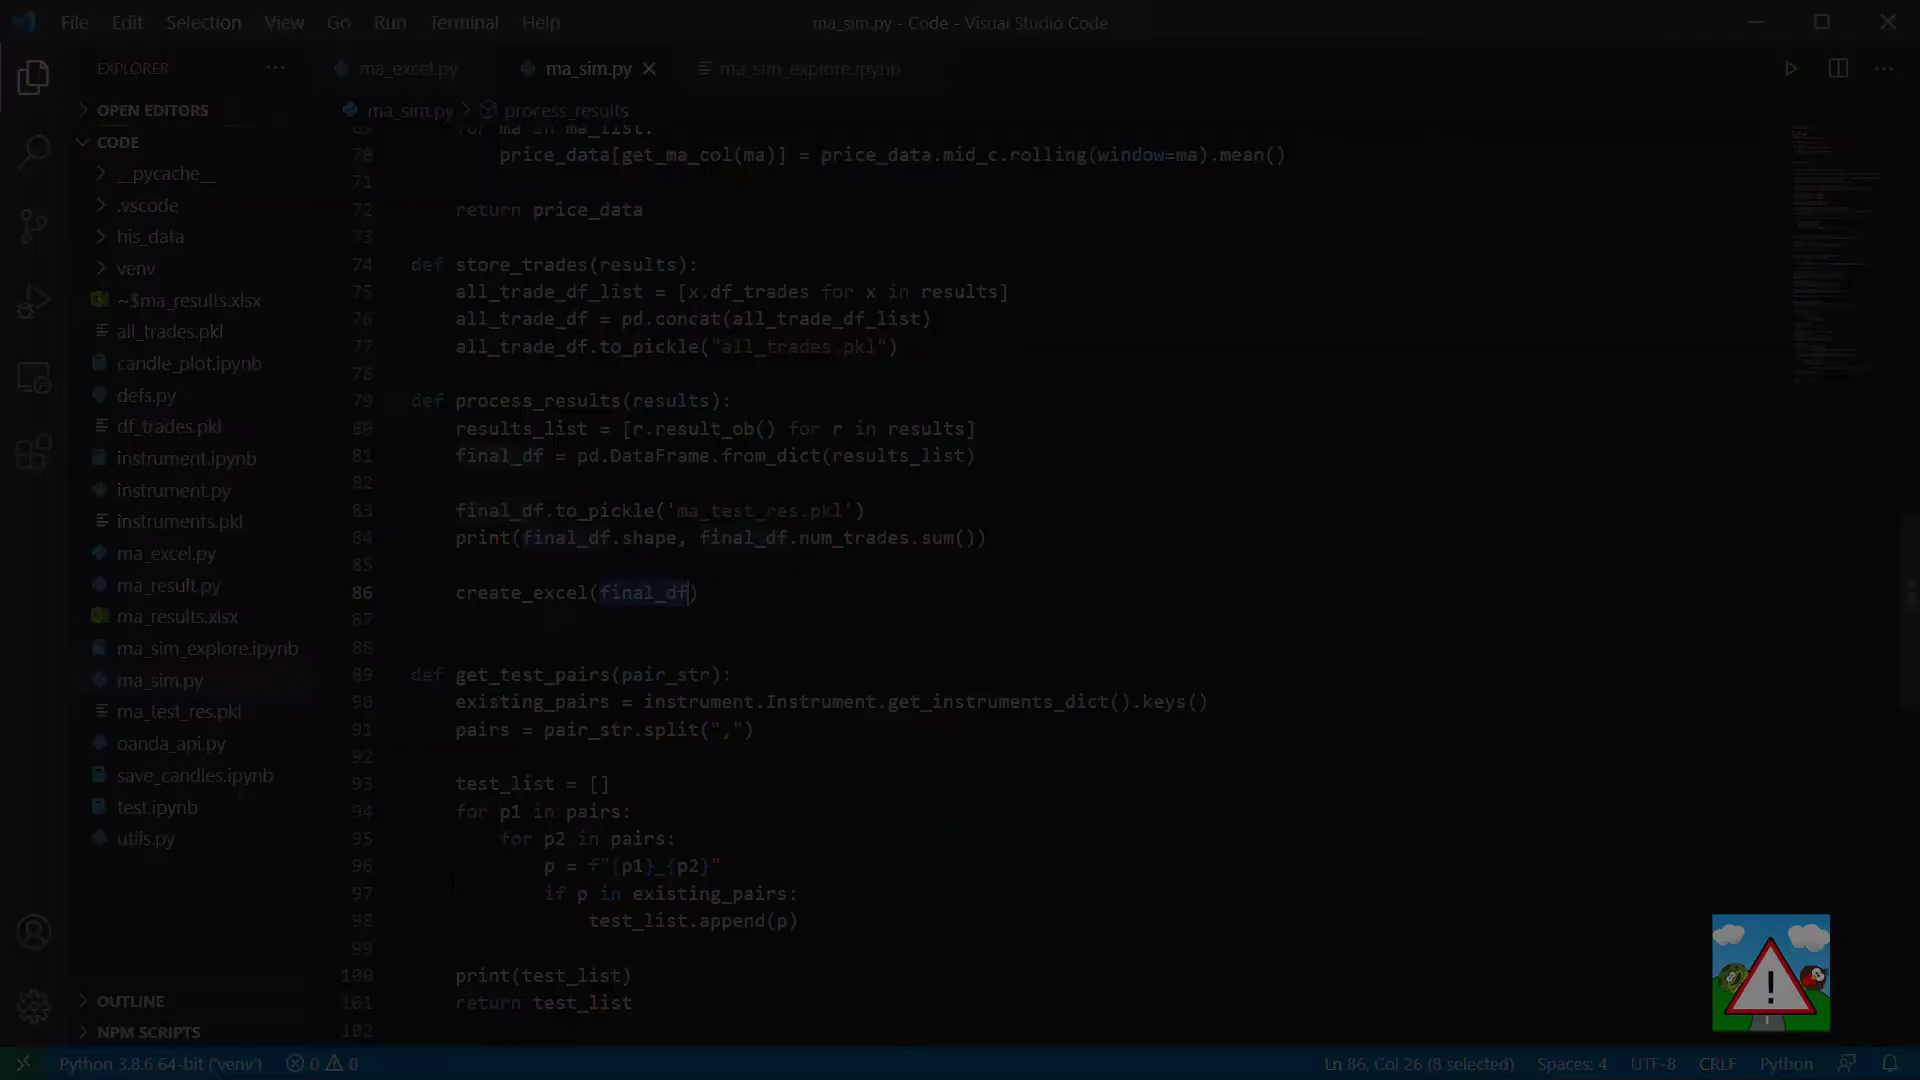 File Edit Selection View Go Run Terminal Help
ma_sim.py - Code - Visual Studio Code
EXPLORER
ma_excel.py
ma_sim.py
ma_sim_explore.ipynb
OPEN EDITORS
ma_sim.py > process_results
CODE
__pycache__
.vscode
his_data
venv
~$ma_results.xlsx
all_trades.pkl
candle_plot.ipynb
defs.py
df_trades.pkl
instrument.ipynb
instrument.py
instruments.pkl
ma_excel.py
ma_result.py
ma_results.xlsx
ma_sim_explore.ipynb
ma_sim.py
ma_test_res.pkl
oanda_api.py
save_candles.ipynb
test.ipynb
utils.py
OUTLINE
NPM SCRIPTS
69 for ma in ma_list:
70 price_data[get_ma_col(ma)] = price_data.mid_c.rolling(window=ma).mean()
71
72 return price_data
73
74 def store_trades(results):
75 all_trade_df_list = [x.df_trades for x in results]
76 all_trade_df = pd.concat(all_trade_df_list)
77 all_trade_df.to_pickle("all_trades.pkl")
78
79 def process_results(results):
80 results_list = [r.result_ob() for r in results]
81 final_df = pd.DataFrame.from_dict(results_list)
82
83 final_df.to_pickle('ma_test_res.pkl')
84 print(final_df.shape, final_df.num_trades.sum())
85
86 create_excel(final_df)
87
88
89 def get_test_pairs(pair_str):
90 existing_pairs = instrument.Instrument.get_instruments_dict().keys()
91 pairs = pair_str.split(",")
92
93 test_list = []
94 for p1 in pairs:
95 for p2 in pairs:
96 p = f"{p1}_{p2}"
97 if p in existing_pairs:
98 test_list.append(p)
99
100 print(test_list)
101 return test_list
102
Python 3.8.6 64-bit ('venv') 0 0
Ln 86, Col 26 (8 selected) Spaces: 4 UTF-8 CRLF Python